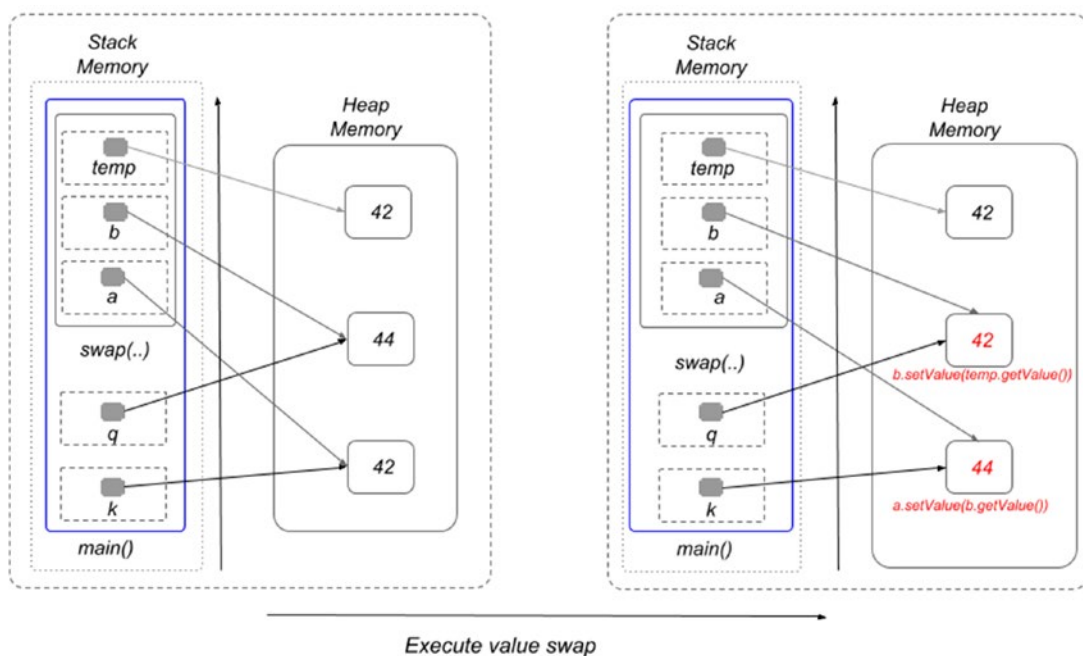 Stack
Memory
Heap
Memory
temp
42
b
a
44
swap(..)
q
42
k
main()
Stack
Memory
Heap
Memory
temp
42
b
a
42
b.setValue(temp.getValue())
swap(..)
q
44
a.setValue(b.getValue())
k
main()
Execute value swap